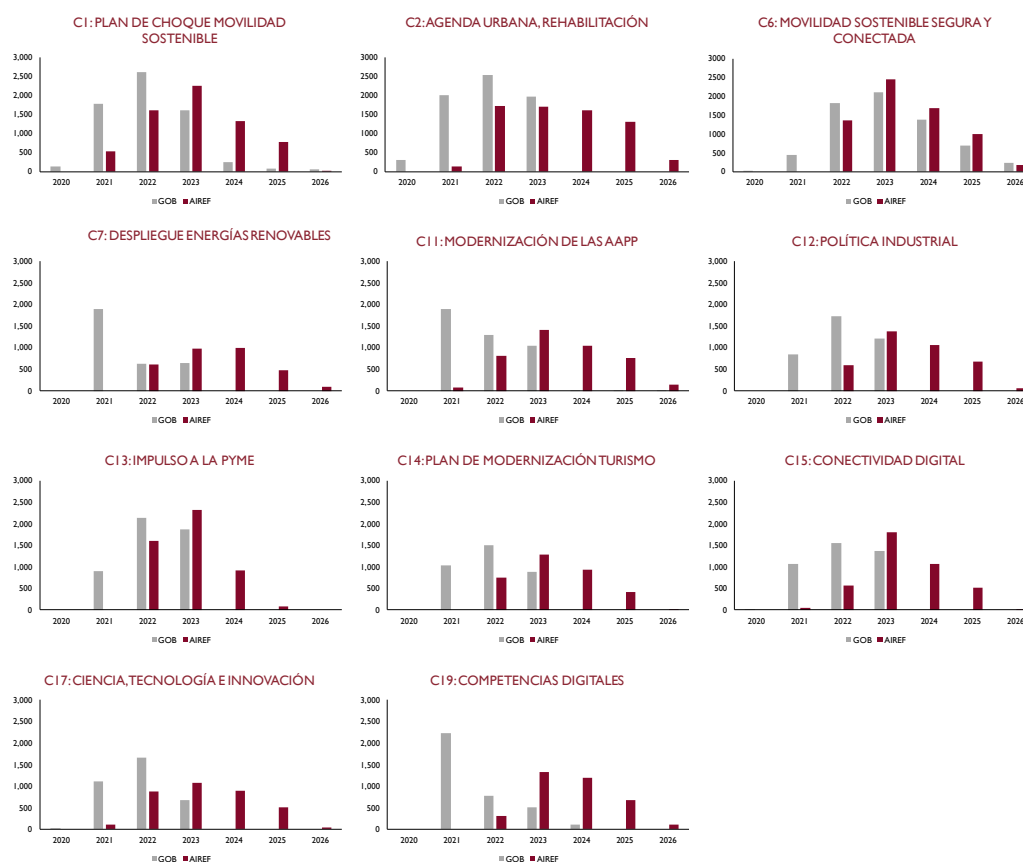 C1: PLAN DE CHOQUE MOVILIDAD
SOSTENIBLE
3,000
2,500
2,000
1,500
1,000
500
0
2020 2021 2022 2023 2024 2025 2026
GOB AIREF
C2: AGENDA URBANA, REHABILITACIÓN
3000
2500
2000
1500
1000
500
0
2020 2021 2022 2023 2024 2025 2026
GOB AIREF
C6: MOVILIDAD SOSTENIBLE SEGURA Y
CONECTADA
3000
2500
2000
1500
1000
500
0
2020 2021 2022 2023 2024 2025 2026
GOB AIREF
C7: DESPLIEGUE ENERGÍAS RENOVABLES
3,000
2,500
2,000
1,500
1,000
500
0
2020 2021 2022 2023 2024 2025 2026
GOB AIREF
C11: MODERNIZACIÓN DE LAS AAPP
3,000
2,500
2,000
1,500
1,000
500
0
2020 2021 2022 2023 2024 2025 2026
GOB AIREF
C12: POLÍTICA INDUSTRIAL
3,000
2,500
2,000
1,500
1,000
500
0
2020 2021 2022 2023 2024 2025 2026
GOB AIREF
C13: IMPULSO A LA PYME
3,000
2,500
2,000
1,500
1,000
500
0
2020 2021 2022 2023 2024 2025 2026
GOB AIREF
C14: PLAN DE MODERNIZACIÓN TURISMO
3,000
2,500
2,000
1,500
1,000
500
0
2020 2021 2022 2023 2024 2025 2026
GOB AIREF
C15: CONECTIVIDAD DIGITAL
3,000
2,500
2,000
1,500
1,000
500
0
2020 2021 2022 2023 2024 2025 2026
GOB AIREF
C17: CIENCIA, TECNOLOGÍA E INNOVACIÓN
3,000
2,500
2,000
1,500
1,000
500
0
2020 2021 2022 2023 2024 2025 2026
GOB AIREF
C19: COMPETENCIAS DIGITALES
3,000
2,500
2,000
1,500
1,000
500
0
2020 2021 2022 2023 2024 2025 2026
GOB AIREF